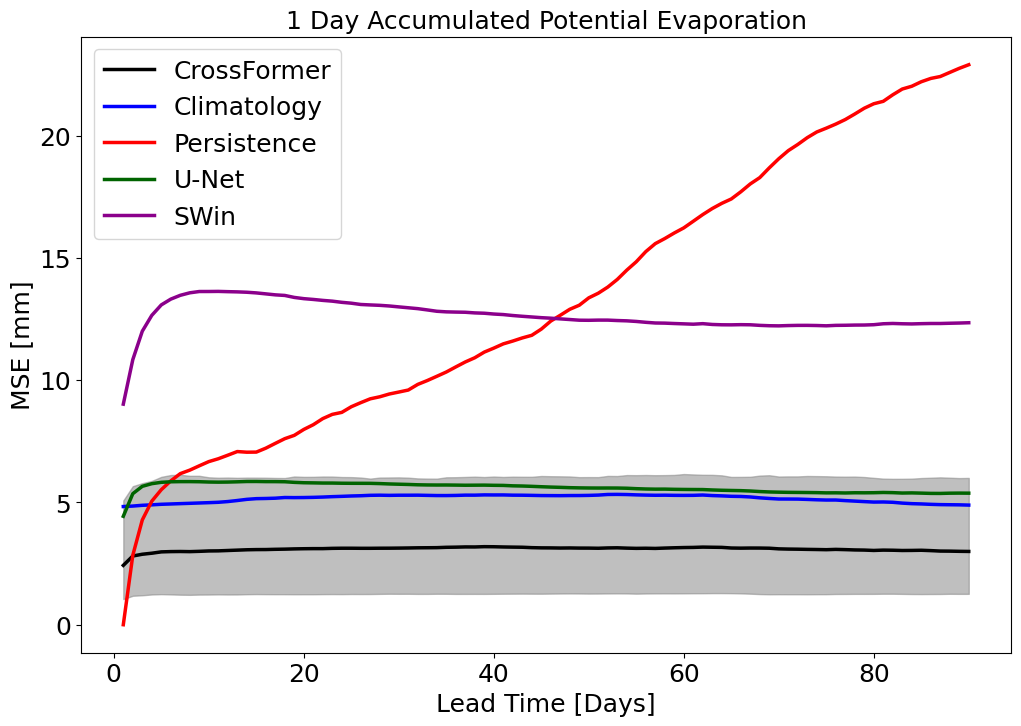 1 Day Accumulated Potential Evaporation
CrossFormer
Climatology
Persistence
U-Net
SWin
MSE [mm]
20
15
10
5
0
0 20 40 60 80
Lead Time [Days]